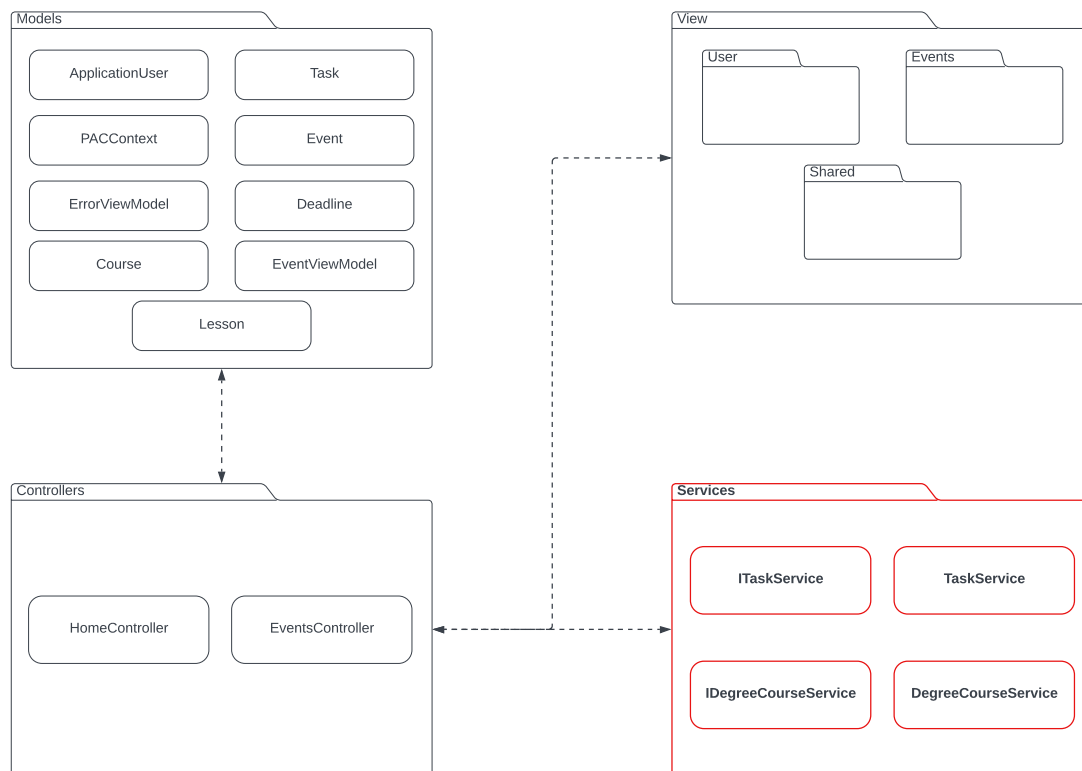 Models
ApplicationUser
Task
PACContext
Event
ErrorViewModel
Deadline
Course
EventViewModel
Lesson
View
User
Events
Shared
Controllers
HomeController
EventsController
Services
ITaskService
TaskService
IDegreeCourseService
DegreeCourseService